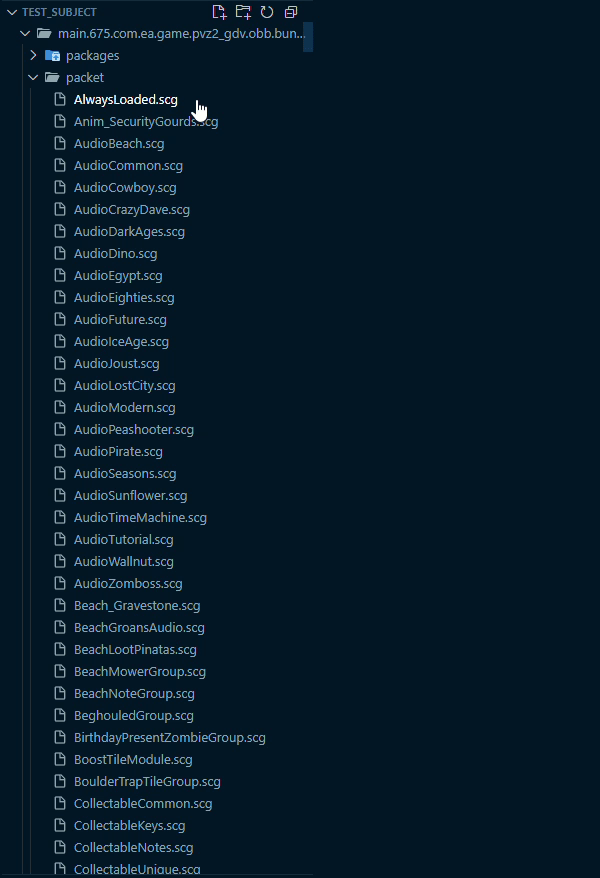 TEST_SUBJECT
main.675.com.ea.game.pvz2_gdv.obb.bun...
packages
packet
AlwaysLoaded.scg
Anim_SecurityGourds.scg
AudioBeach.scg
AudioCommon.scg
AudioCowboy.scg
AudioCrazyDave.scg
AudioDarkAges.scg
AudioDino.scg
AudioEgypt.scg
AudioEighties.scg
AudioFuture.scg
AudioIceAge.scg
AudioJoust.scg
AudioLostCity.scg
AudioModern.scg
AudioPeashooter.scg
AudioPirate.scg
AudioSeasons.scg
AudioSunflower.scg
AudioTimeMachine.scg
AudioTutorial.scg
AudioWallnut.scg
AudioZomboss.scg
Beach_Gravestone.scg
BeachGroansAudio.scg
BeachLootPinatas.scg
BeachMowerGroup.scg
BeachNoteGroup.scg
BeghouledGroup.scg
BirthdayPresentZombieGroup.scg
BoostTileModule.scg
BoulderTrapTileGroup.scg
CollectableCommon.scg
CollectableKeys.scg
CollectableNotes.scg
CollectableUnique.scg